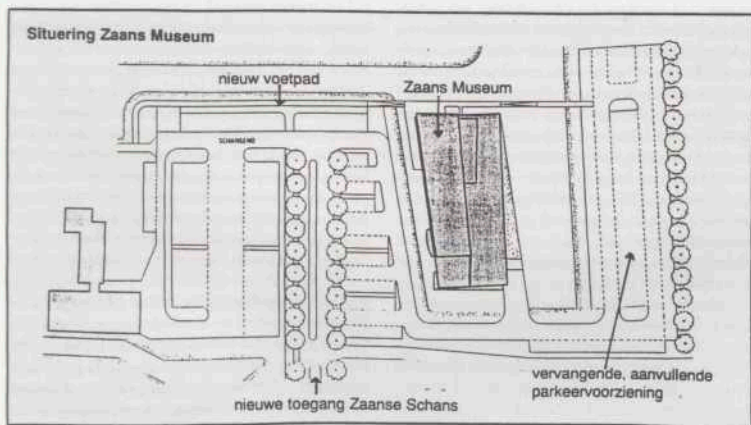 Situering Zaans Museum
nieuw voetpad
Zaans Museum
SCHANSEND
vervangende, aanvullende
parkeervoorziening
nieuwe toegang Zaanse Schans